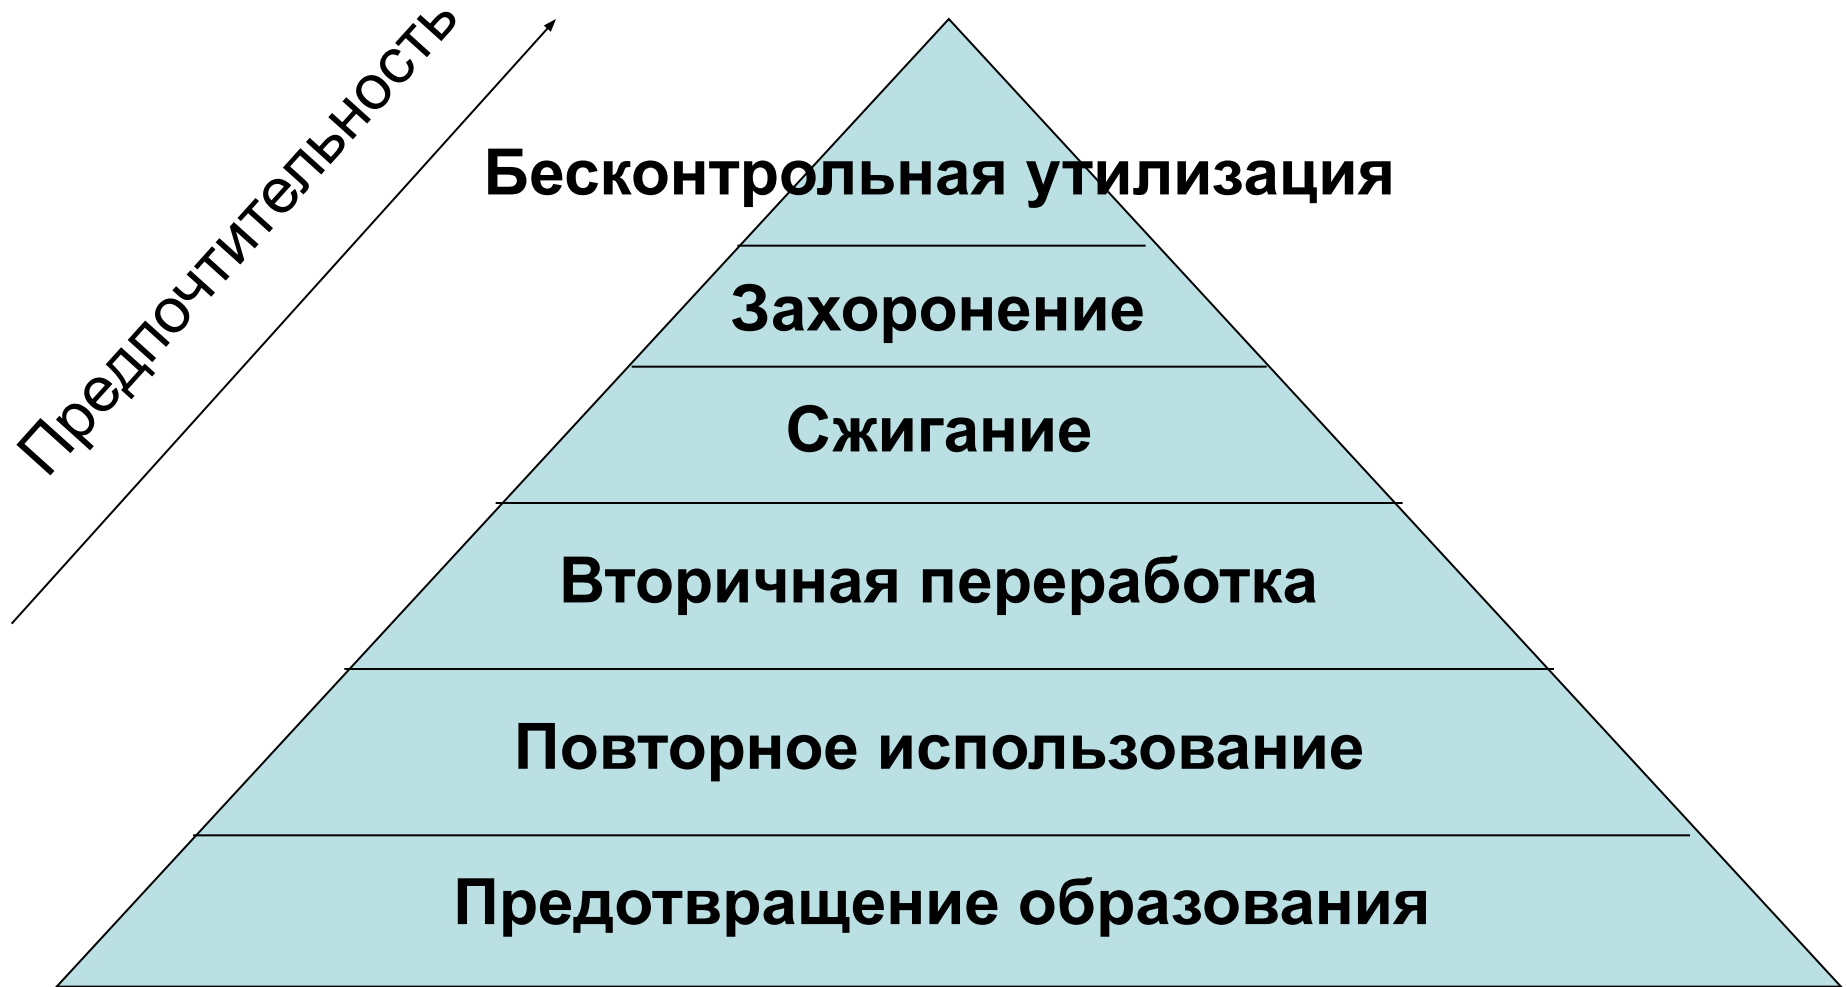 Предпочтительность
Бесконтрольная утилизация
Захоронение
Сжигание
Вторичная переработка
Повторное использование
Предотвращение образования